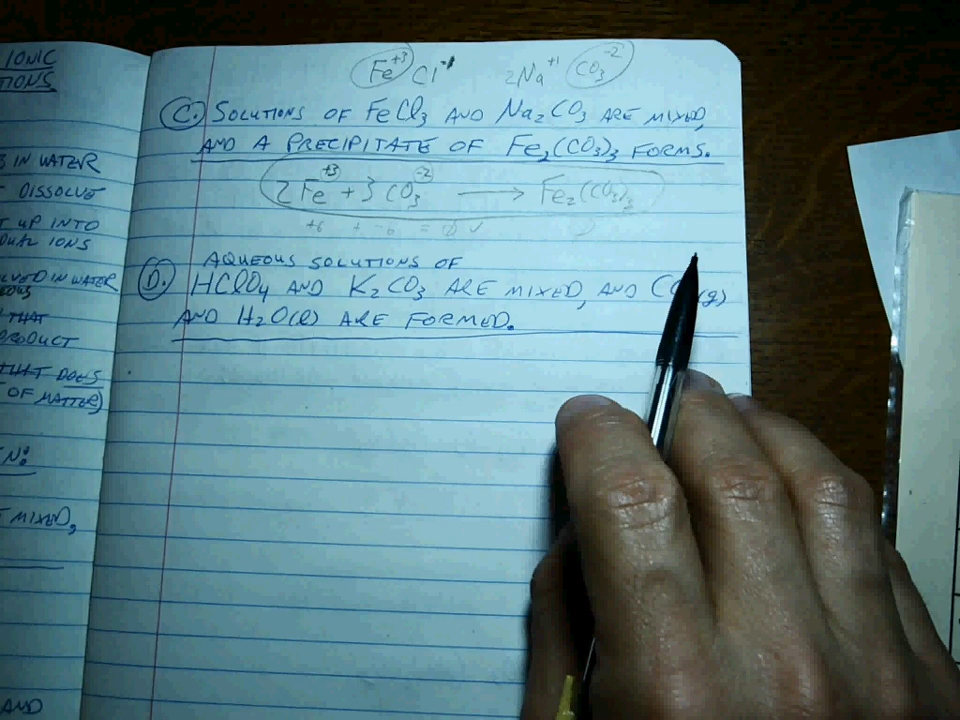 IONIC
TIONS
IN WATER
DISSOLVE
UP INTO
IONS
IN WATER
THAT
PRODUCT
THAT DOES
OF MATTER)
N:
MIXED,
AND
Fe+3 Cl-1 2Na+1 CO3-2
C. SOLUTIONS OF FeCl3 AND Na2CO3 ARE MIXED,
AND A PRECIPITATE OF Fe2(CO3)3 FORMS.
2Fe+3 + 3CO3-2 → Fe2(CO3)3
+6 + -6 = 0 ✓
AQUEOUS SOLUTIONS OF
D. HClO4 AND K2CO3 ARE MIXED, AND (g)
AND H2O(l) ARE FORMED.